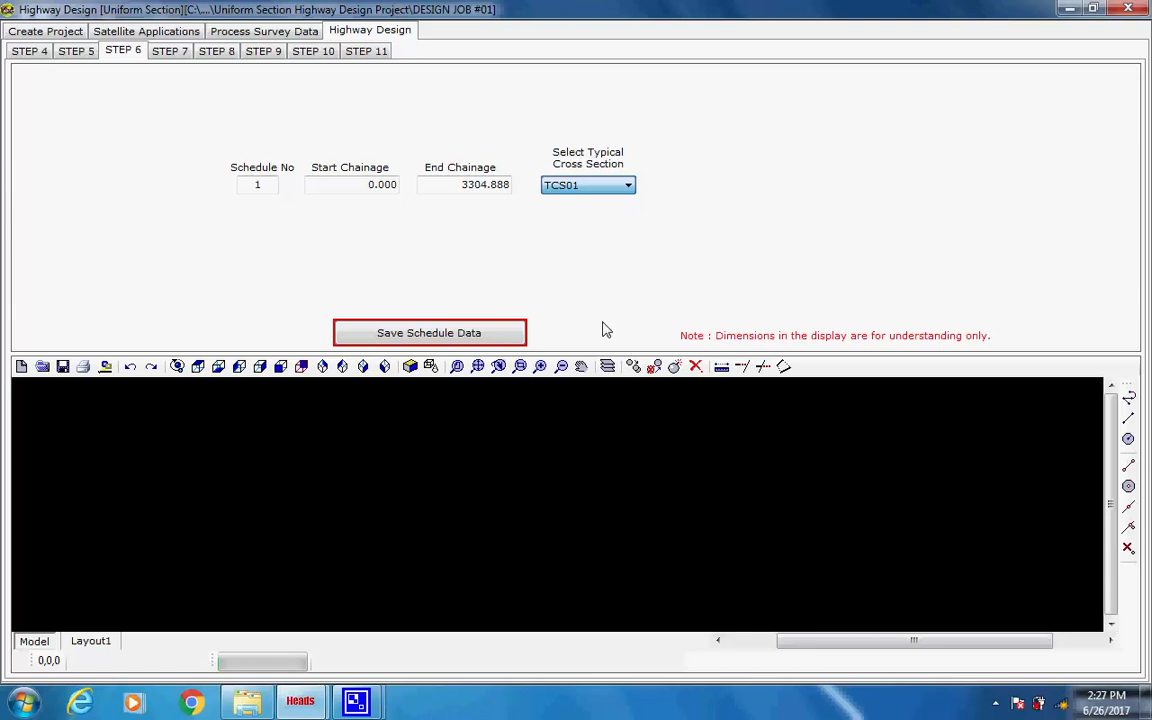 Highway Design [Uniform Section][C:\....\Uniform Section Highway Design Project\DESIGN JOB #01]
Create Project Satellite Applications Process Survey Data Highway Design
STEP 4 STEP 5 STEP 6 STEP 7 STEP 8 STEP 9 STEP 10 STEP 11
Select Typical
Cross Section
Schedule No Start Chainage End Chainage
1 0.000 3304.888 TCS01
Save Schedule Data
Note : Dimensions in the display are for understanding only.
Model Layout1
0,0,0
Heads
2:27 PM
6/26/2017